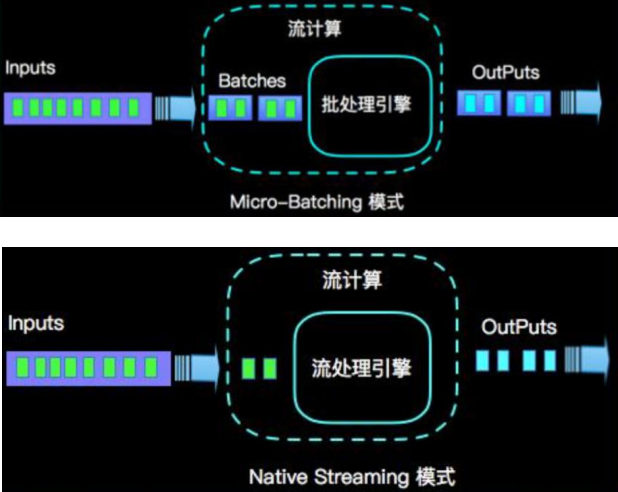 流计算
Inputs
Batches
OutPuts
批处理引擎
Micro-Batching 模式
流计算
Inputs
OutPuts
流处理引擎
Native Streaming 模式